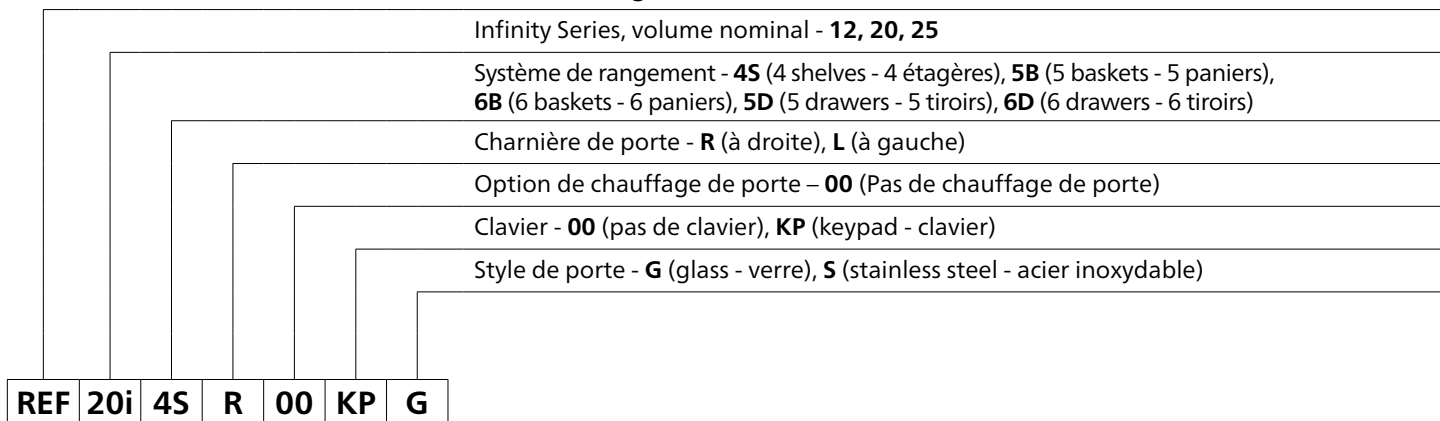 Infinity Series, volume nominal - 12, 20, 25
Système de rangement - 4S (4 shelves - 4 étagères), 5B (5 baskets - 5 paniers),
6B (6 baskets - 6 paniers), 5D (5 drawers - 5 tiroirs), 6D (6 drawers - 6 tiroirs)
Charnière de porte - R (à droite), L (à gauche)
Option de chauffage de porte – 00 (Pas de chauffage de porte)
Clavier - 00 (pas de clavier), KP (keypad - clavier)
Style de porte - G (glass - verre), S (stainless steel - acier inoxydable)
REF 20i 4S R 00 KP G